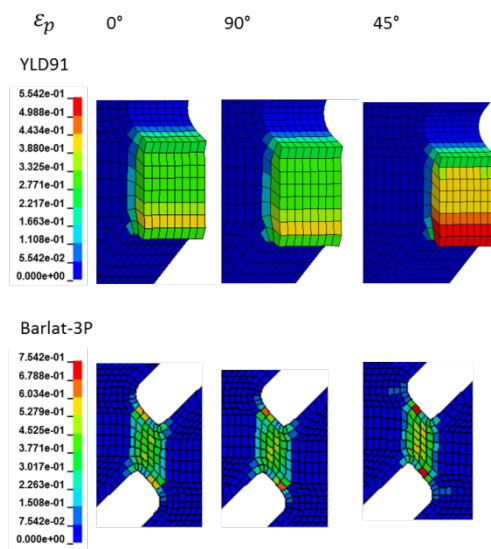 εₚ 0° 90° 45°
YLD91
5.542e-01
4.988e-01
4.434e-01
3.880e-01
3.325e-01
2.771e-01
2.217e-01
1.663e-01
1.108e-01
5.542e-02
0.000e+00
Barlat-3P
7.542e-01
6.788e-01
6.034e-01
5.279e-01
4.525e-01
3.771e-01
3.017e-01
2.263e-01
1.508e-01
7.542e-02
0.000e+00